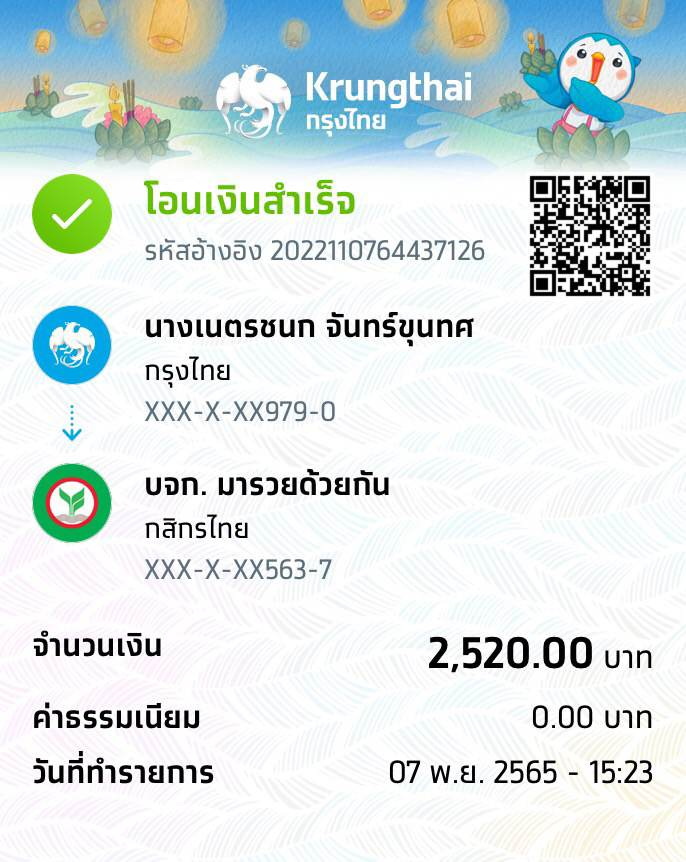 Krungthai
กรุงไทย
โอนเงินสำเร็จ
รหัสอ้างอิง 2022110764437126
นางเนตรชนก จันทร์ขุนทศ
กรุงไทย
XXX-X-XX979-0
บจก. มารวยด้วยกัน
กสิกรไทย
XXX-X-XX563-7
จำนวนเงิน 2,520.00 บาท
ค่าธรรมเนียม 0.00 บาท
วันที่ทำรายการ 07 พ.ย. 2565 - 15:23